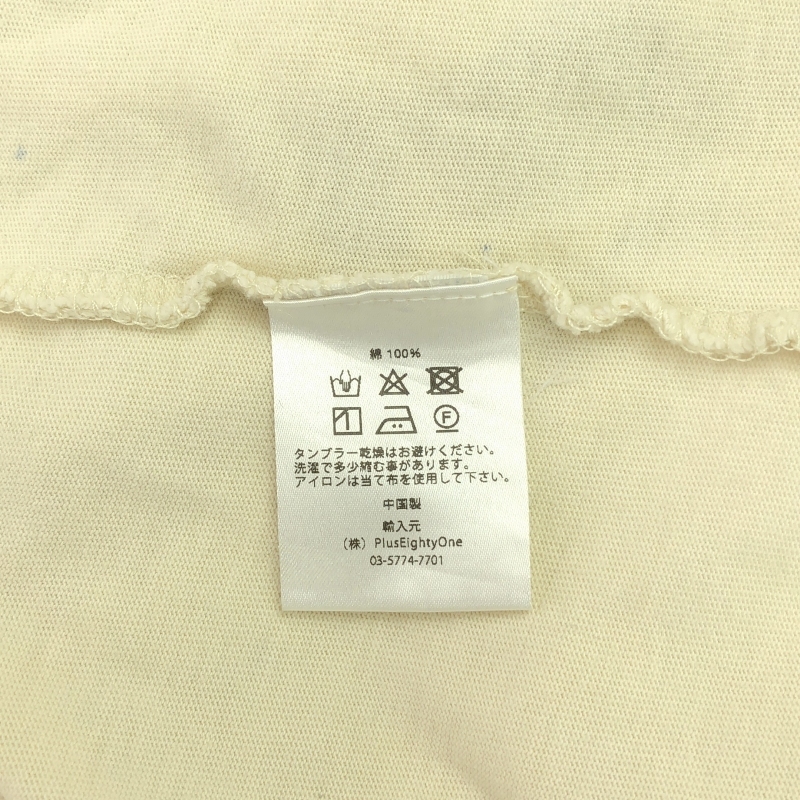 綿 100%
F
タンブラー乾燥はお避けください。
洗濯で多少縮む事があります。
アイロンは当て布を使用して下さい。
中国製
輸入元
（株） PlusEightyOne
03-5774-7701